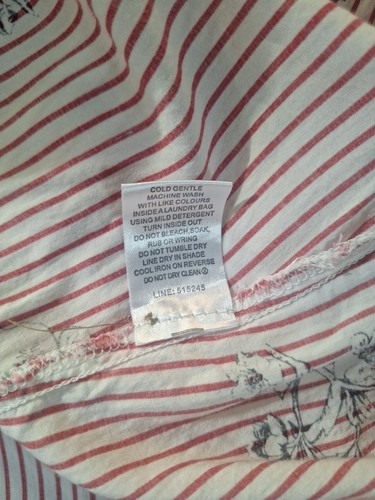 COLD GENTLE
MACHINE WASH
WITH LIKE COLOURS
INSIDE A LAUNDRY BAG
USING MILD DETERGENT
TURN INSIDE OUT
DO NOT BLEACH,SOAK,
RUB OR WRING
DO NOT TUMBLE DRY
LINE DRY IN SHADE
COOL IRON ON REVERSE
DO NOT DRY CLEAN
LINE: 515245